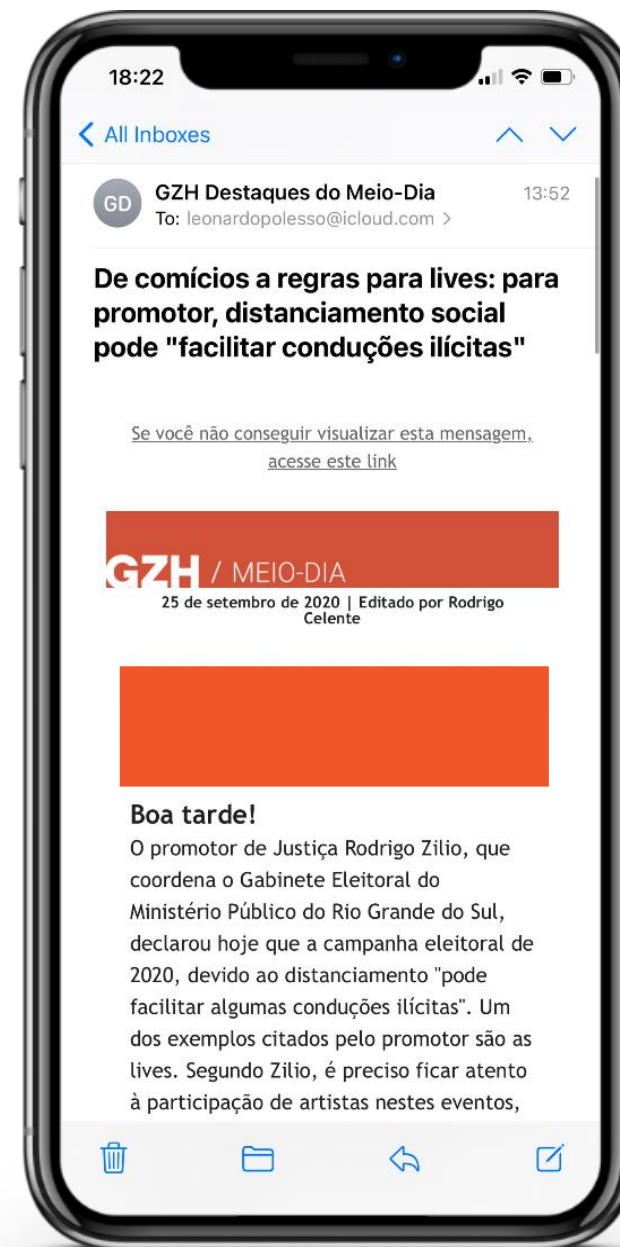 18:22
All Inboxes
GD
GZH Destaques do Meio-Dia 13:52
To: leonardopolesso@icloud.com >
De comícios a regras para lives: para
promotor, distanciamento social
pode "facilitar conduções ilícitas"
Se você não conseguir visualizar esta mensagem,
acesse este link
GZH / MEIO-DIA
25 de setembro de 2020 | Editado por Rodrigo
Celente
Boa tarde!
O promotor de Justiça Rodrigo Zilio, que
coordena o Gabinete Eleitoral do
Ministério Público do Rio Grande do Sul,
declarou hoje que a campanha eleitoral de
2020, devido ao distanciamento "pode
facilitar algumas conduções ilícitas". Um
dos exemplos citados pelo promotor são as
lives. Segundo Zilio, é preciso ficar atento
à participação de artistas nestes eventos,